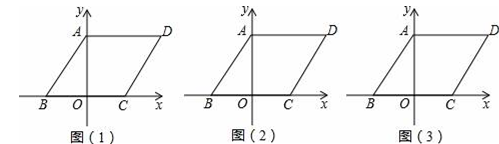 y y y
A D A D A D
B O C x B O C x B O C x
图(1) 图(2) 图(3)